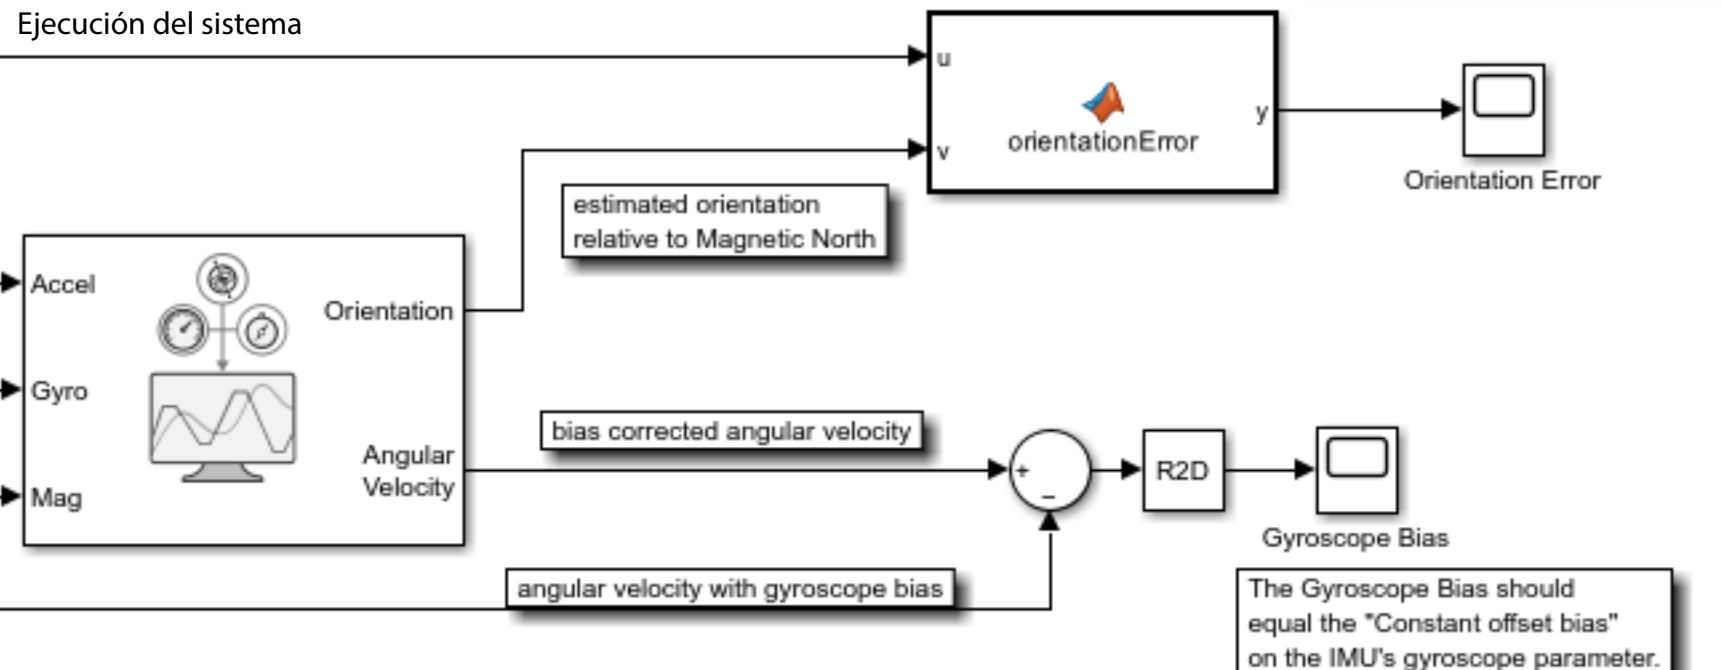 Ejecución del sistema
u
v
orientationError
y
Orientation Error
estimated orientation
relative to Magnetic North
Accel
Gyro
Mag
Orientation
Angular
Velocity
bias corrected angular velocity
+
−
R2D
Gyroscope Bias
angular velocity with gyroscope bias
The Gyroscope Bias should
equal the "Constant offset bias"
on the IMU's gyroscope parameter.